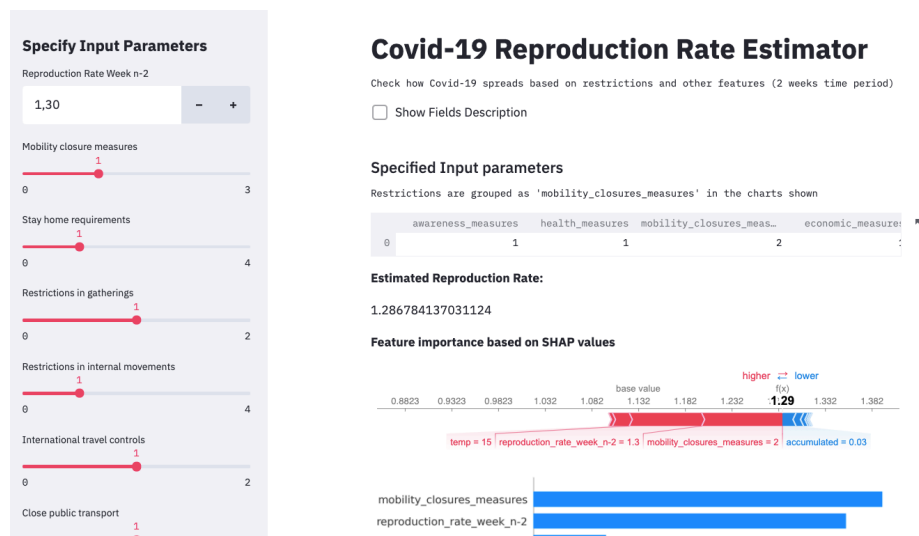 Specify Input Parameters
Reproduction Rate Week n-2
1,30 − +
Mobility closure measures
1
0 3
Stay home requirements
1
0 4
Restrictions in gatherings
1
0 2
Restrictions in internal movements
1
0 4
International travel controls
1
0 2
Close public transport
1
Covid-19 Reproduction Rate Estimator
Check how Covid-19 spreads based on restrictions and other features (2 weeks time period)
Show Fields Description
Specified Input parameters
Restrictions are grouped as 'mobility_closures_measures' in the charts shown
awareness_measures health_measures mobility_closures_meas… economic_measures
0 1 1 2
Estimated Reproduction Rate:
1.286784137031124
Feature importance based on SHAP values
higher ⇄ lower
base value f(x)
0.8823 0.9323 0.9823 1.032 1.082 1.132 1.182 1.232 1.29 1.332 1.382
temp = 15 reproduction_rate_week_n-2 = 1.3 mobility_closures_measures = 2 accumulated = 0.03
mobility_closures_measures
reproduction_rate_week_n-2